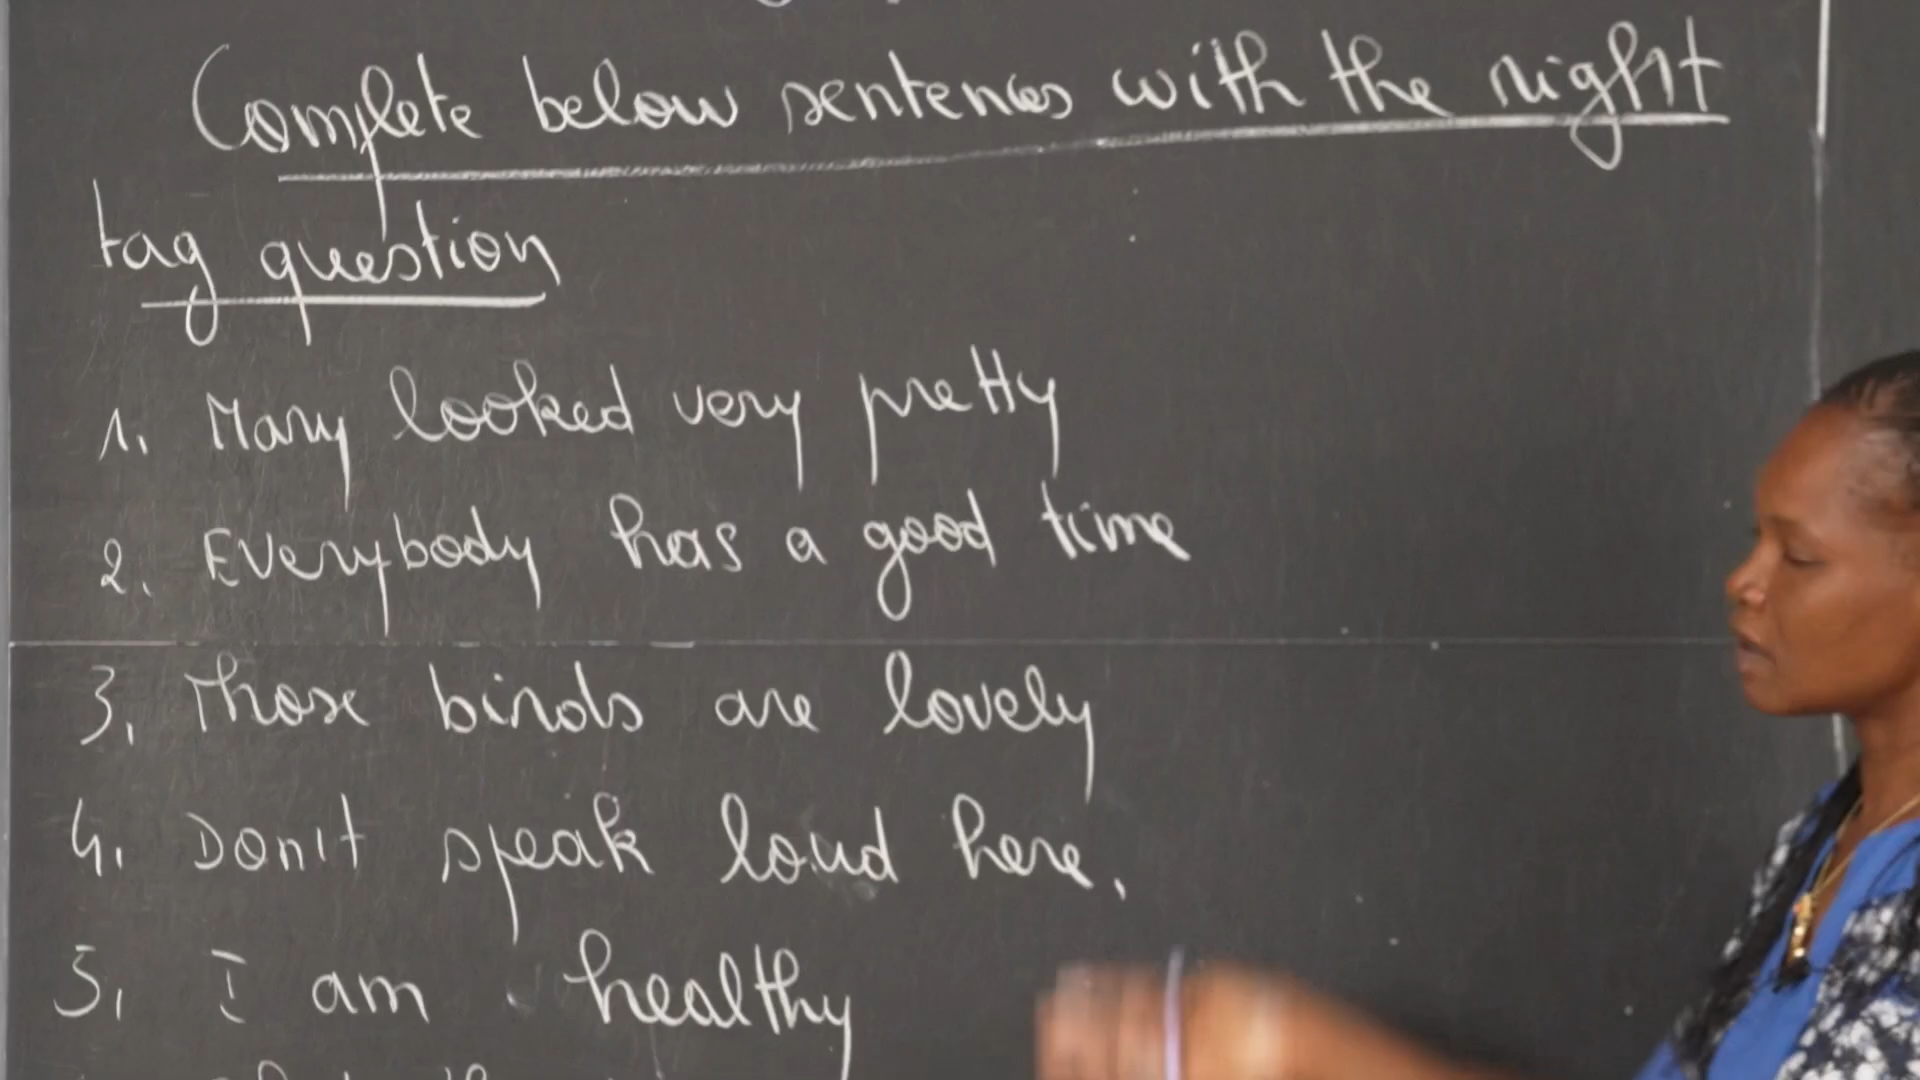 Complete below sentences with the right
tag question
1. Mary looked very pretty
2. Everybody has a good time
3. Those birds are lovely
4. Don't speak loud here.
5. I am healthy